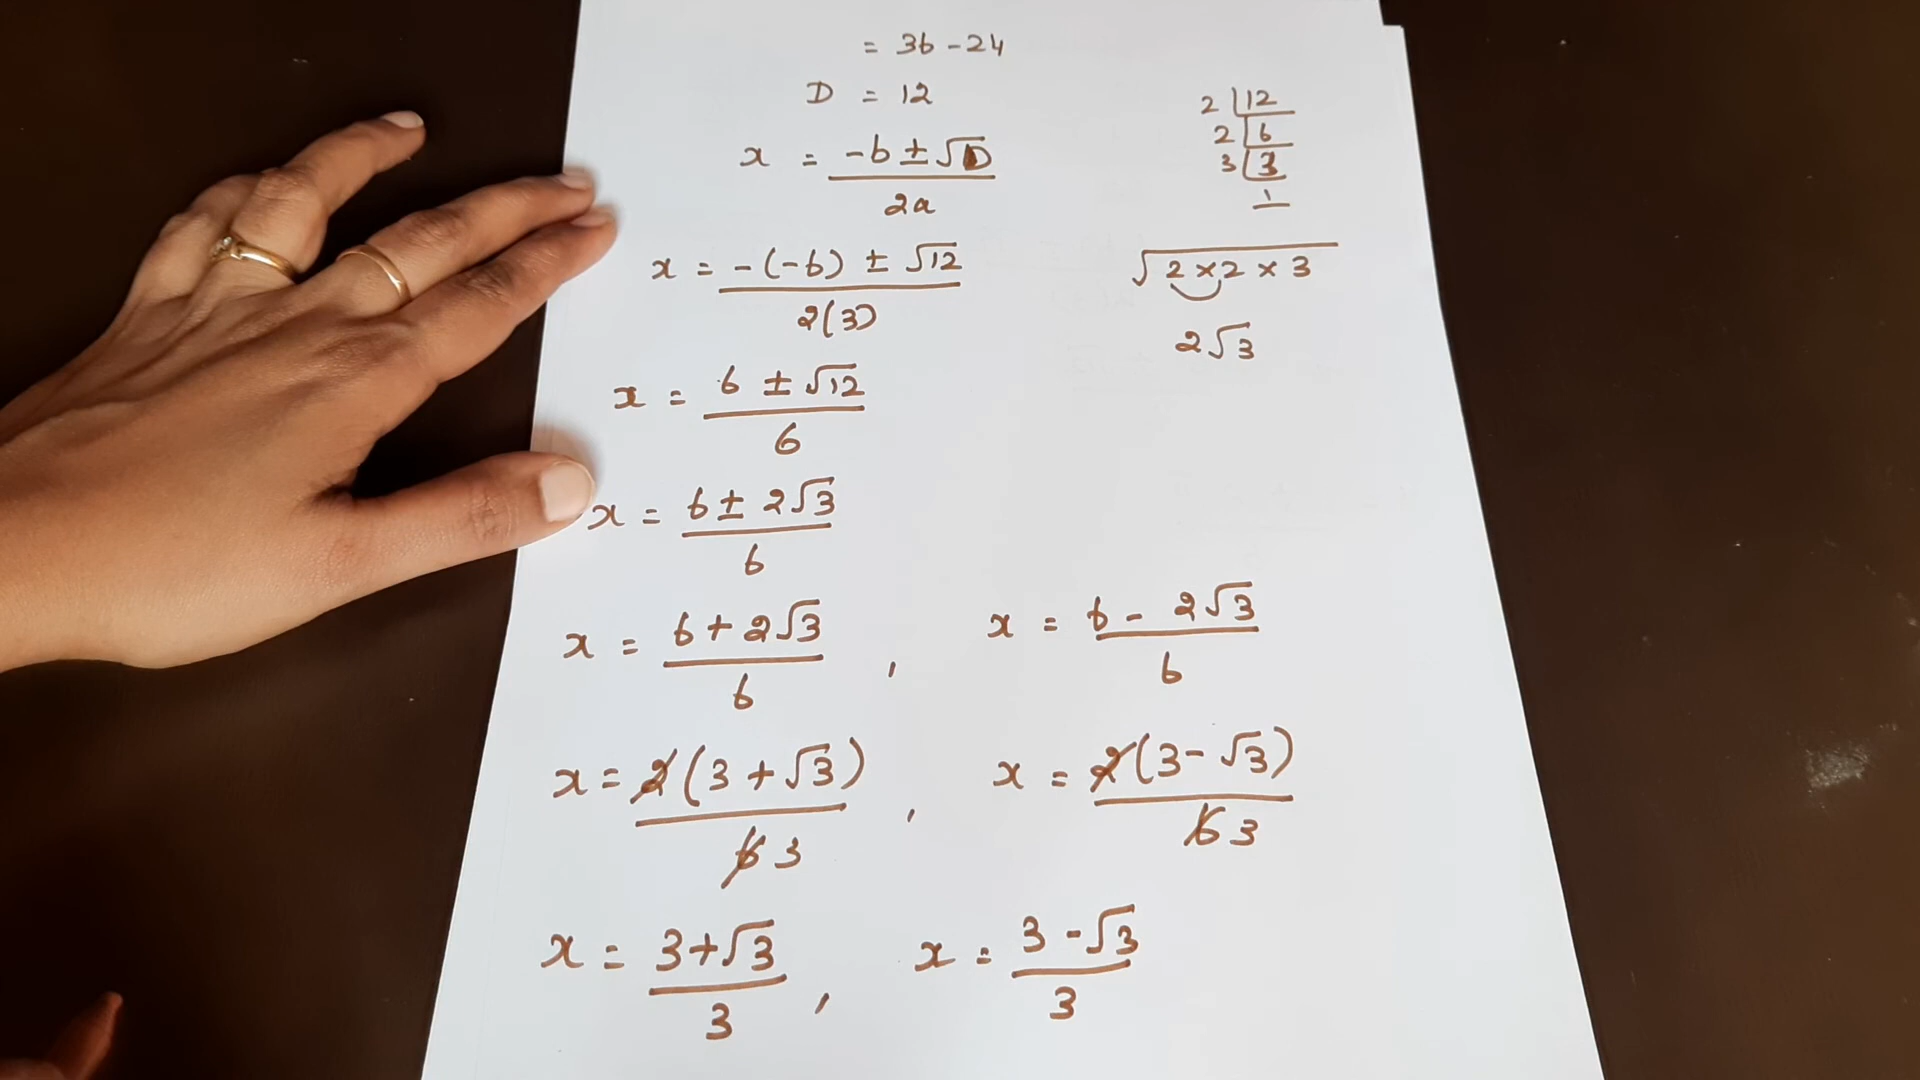 = 36 - 24
D = 12
x = -b ± √D
2a
x = -(-6) ± √12
2(3)
x = 6 ± √12
6
x = 6 ± 2√3
6
x = 6 + 2√3
6
,
x = 6 - 2√3
6
x = 2(3 + √3)
6 3
,
x = 2(3 - √3)
6 3
x = 3 + √3
3
,
x = 3 - √3
3
2 12
2 6
3 3
1
√2 × 2 × 3
2√3